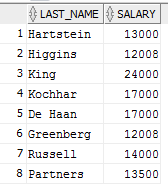 LAST_NAME SALARY
1 Hartstein 13000
2 Higgins 12008
3 King 24000
4 Kochhar 17000
5 De Haan 17000
6 Greenberg 12008
7 Russell 14000
8 Partners 13500